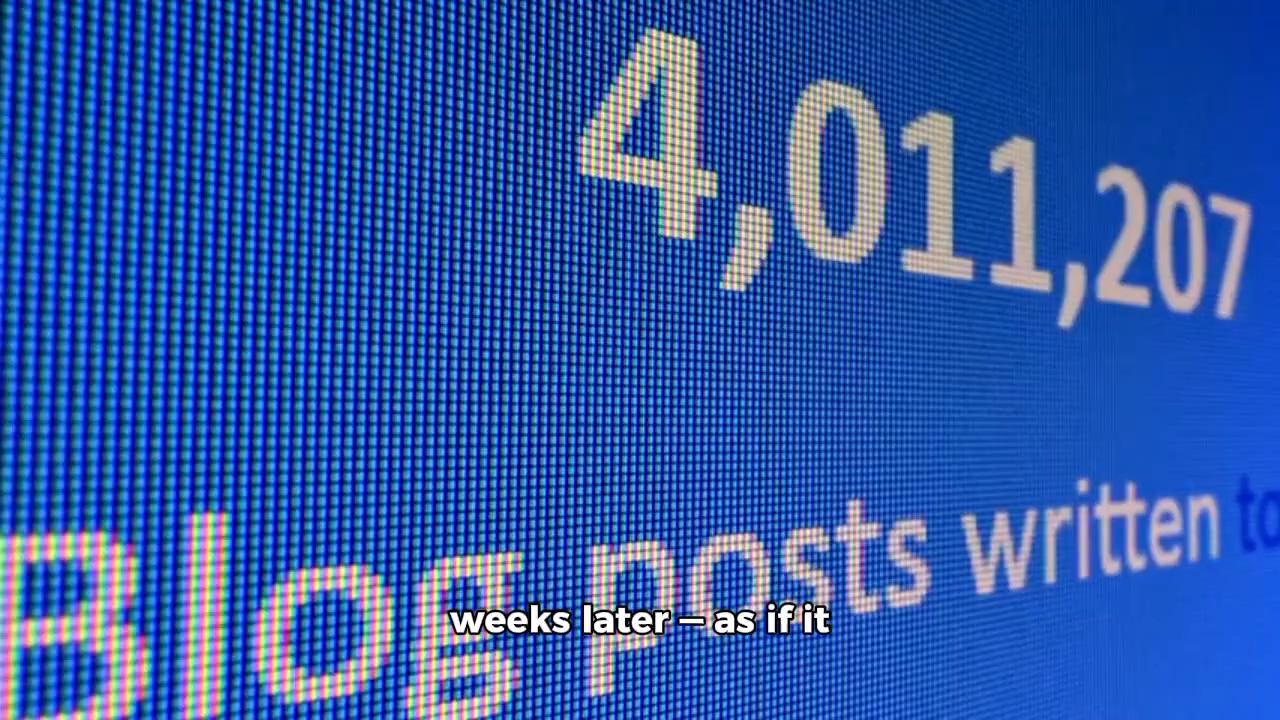 4,011,207
Blog posts written
weeks later — as if it